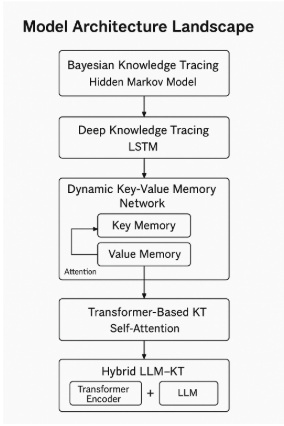 Model Architecture Landscape
Bayesian Knowledge Tracing
Hidden Markov Model
Deep Knowledge Tracing
LSTM
Dynamic Key-Value Memory
Network
Key Memory
Value Memory
Attention
Transformer-Based KT
Self-Attention
Hybrid LLM–KT
Transformer
Encoder
+
LLM